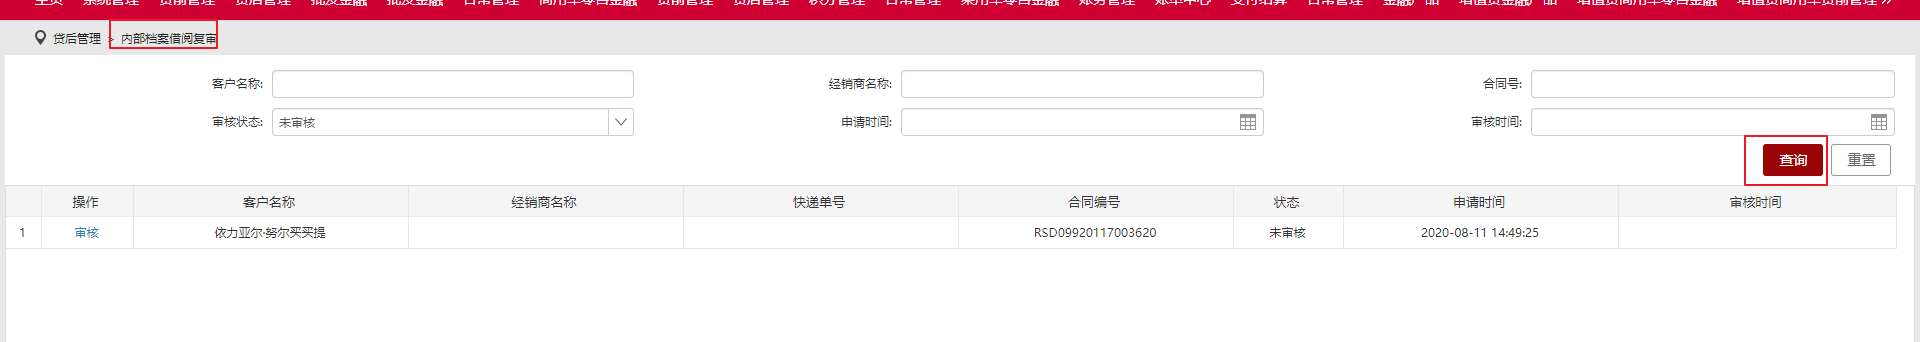 贷后管理 > 内部档案借阅复审
客户名称: 经销商名称: 合同号:
审核状态: 未审核 申请时间: 审核时间:
查询 重置
操作 客户名称 经销商名称 快递单号 合同编号 状态 申请时间 审核时间
1 审核 依力亚尔·努尔买买提 RSD09920117003620 未审核 2020-08-11 14:49:25